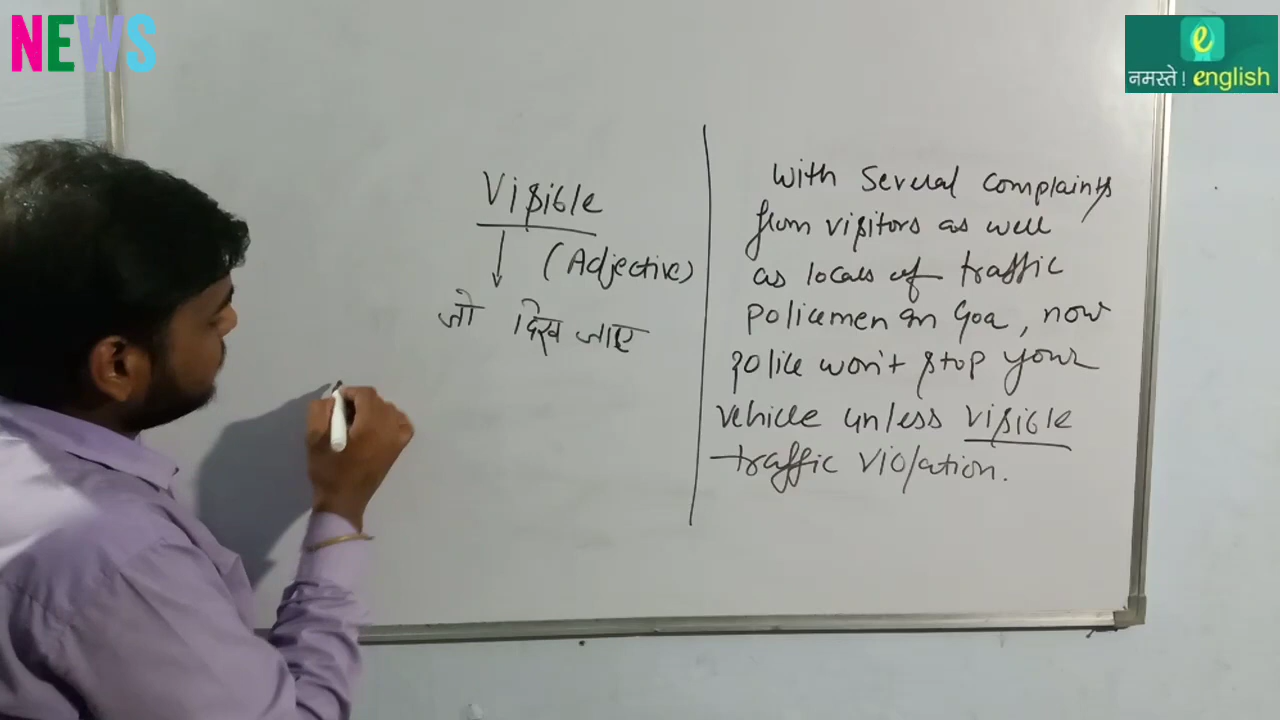 NEWS
e
नमस्ते! english
Visible
(Adjective)
जो दिख जाए
With several complaints
from visitors as well
as locals of traffic
policemen in Goa, now
police won't stop your
vehicle unless visible
traffic violation.